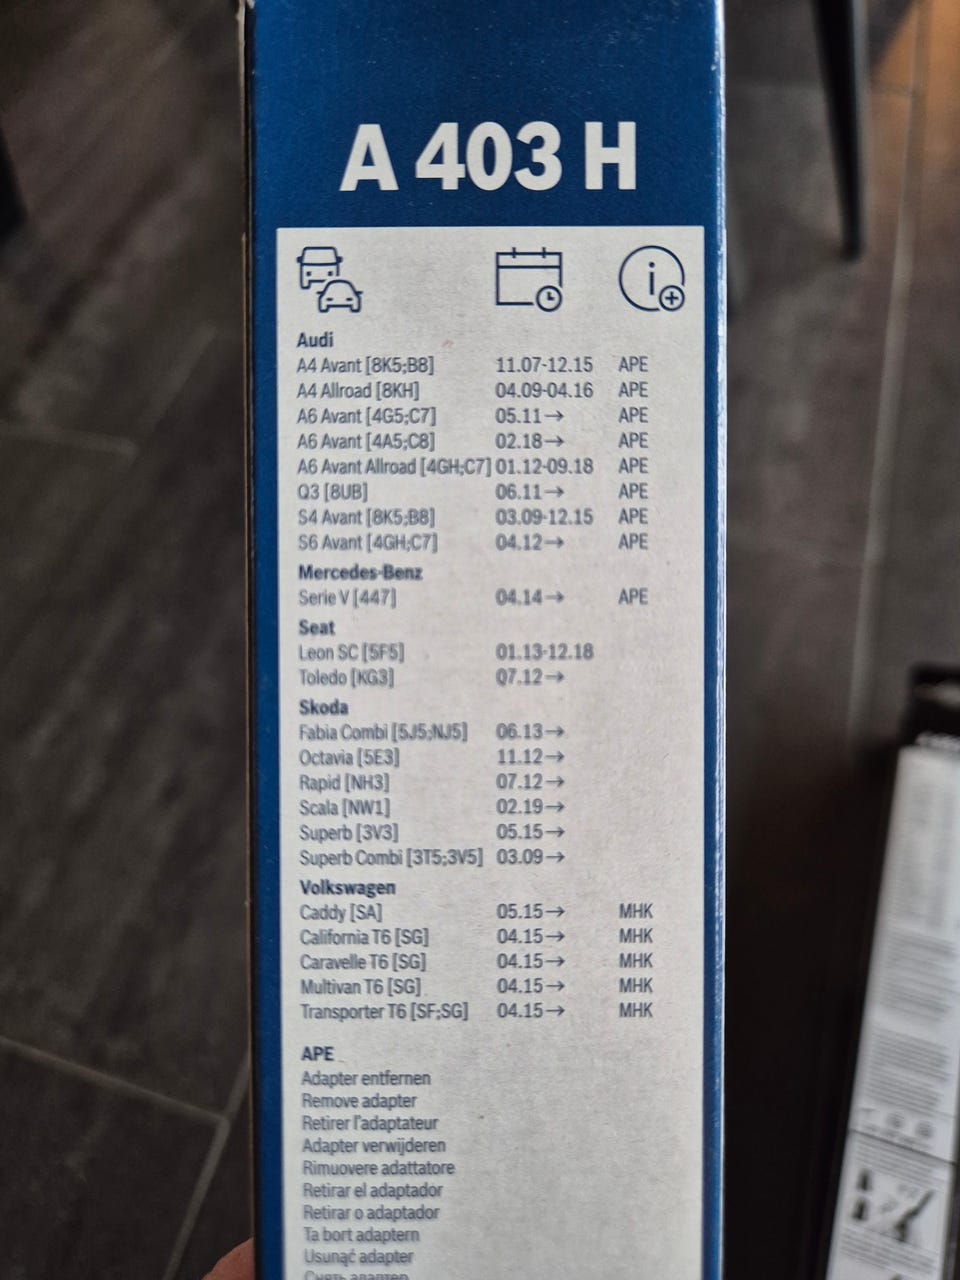 A 403 H
Audi
A4 Avant [8K5;B8] 11.07-12.15 APE
A4 Allroad [8KH] 04.09-04.16 APE
A6 Avant [4G5;C7] 05.11→ APE
A6 Avant [4A5;C8] 02.18→ APE
A6 Avant Allroad [4GH;C7] 01.12-09.18 APE
Q3 [8UB] 06.11→ APE
S4 Avant [8K5;B8] 03.09-12.15 APE
S6 Avant [4GH;C7] 04.12→ APE
Mercedes-Benz
Serie V [447] 04.14→ APE
Seat
Leon SC [5F5] 01.13-12.18
Toledo [KG3] 07.12→
Skoda
Fabia Combi [5J5;NJ5] 06.13→
Octavia [5E3] 11.12→
Rapid [NH3] 07.12→
Scala [NW1] 02.19→
Superb [3V3] 05.15→
Superb Combi [3T5;3V5] 03.09→
Volkswagen
Caddy [SA] 05.15→ MHK
California T6 [SG] 04.15→ MHK
Caravelle T6 [SG] 04.15→ MHK
Multivan T6 [SG] 04.15→ MHK
Transporter T6 [SF;SG] 04.15→ MHK
APE
Adapter entfernen
Remove adapter
Retirer l'adaptateur
Adapter verwijderen
Rimuovere adattatore
Retirar el adaptador
Retirar o adaptador
Ta bort adaptern
Usunąć adapter
Снять адаптер